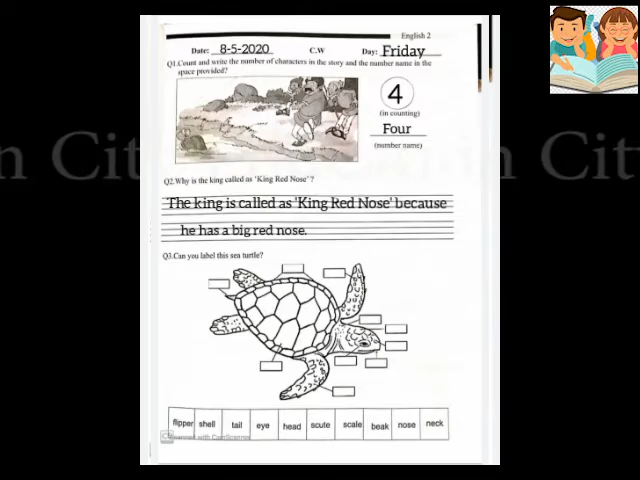 English 2
Date: 8-5-2020 C.W Day: Friday
Q1.Count and write the number of characters in the story and the number name in the
space provided?
4
(in counting)
Four
(number name)
Q2.Why is the king called as 'King Red Nose'?
The king is called as 'King Red Nose' because
he has a big red nose.
Q3.Can you label this sea turtle?
flipper shell tail eye head scute scale beak nose neck
Scanned with CamScanner
n Cit